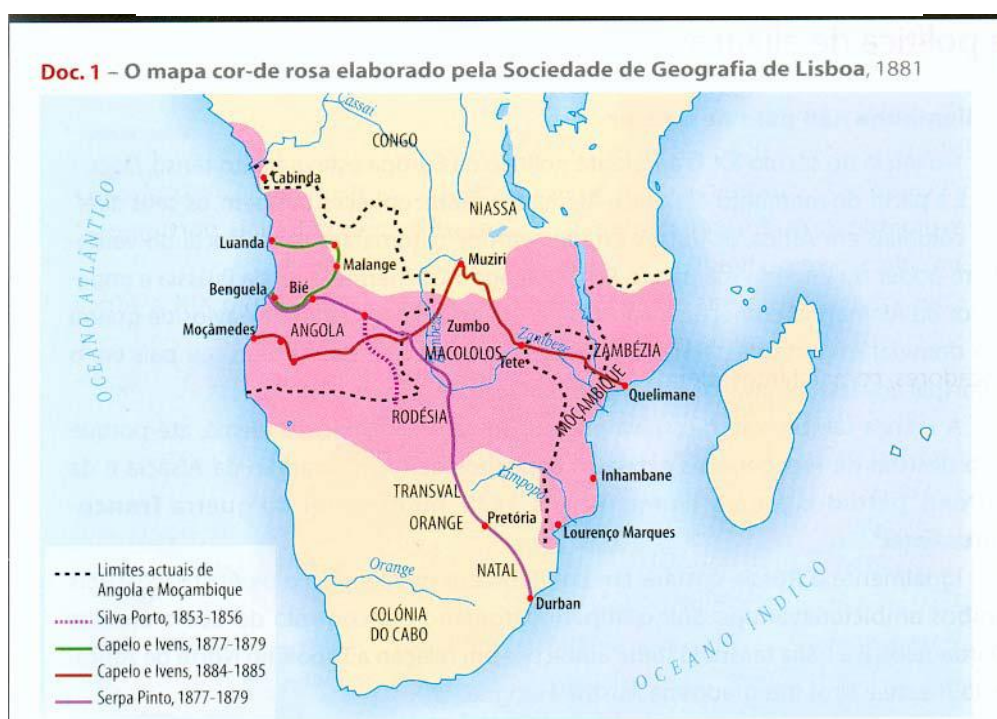 política de
Doc. 1 – O mapa cor-de rosa elaborado pela Sociedade de Geografia de Lisboa, 1881
Cassai
CONGO
Cabinda
NIASSA
OCEANO ATLÂNTICO
Luanda
Malange
Muziri
Benguela
Bié
Moçâmedes
ANGOLA
Zambeze
Zumbo
Zambeze
MACOLOLOS
Tete
ZAMBÉZIA
Quelimane
MOÇAMBIQUE
RODÉSIA
Inhambane
Limpopo
TRANSVAL
ORANGE
Pretória
Lourenço Marques
NATAL
Orange
Durban
COLÓNIA
DO CABO
OCEANO ÍNDICO
Limites actuais de
Angola e Moçambique
Silva Porto, 1853-1856
Capelo e Ivens, 1877-1879
Capelo e Ivens, 1884-1885
Serpa Pinto, 1877-1879